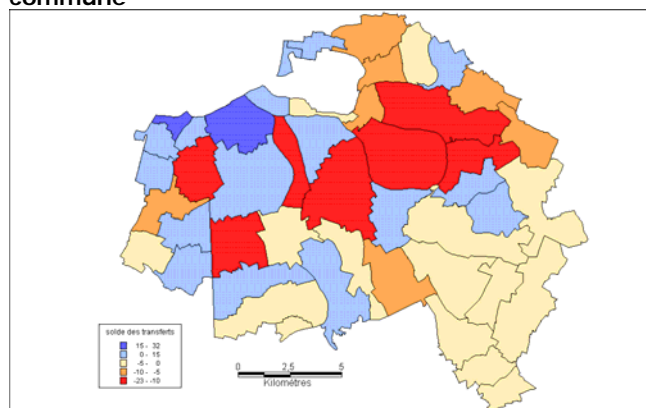 commune
solde des transferts
15 - 32
0 - 15
-5 - 0
-10 - -5
-23 - -10
0 2,5 5
Kilomètres